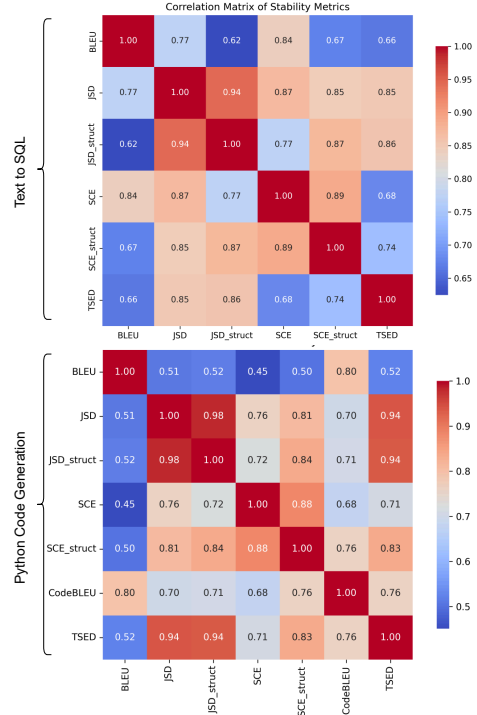 Correlation Matrix of Stability Metrics
Text to SQL
BLEU 1.00 0.77 0.62 0.84 0.67 0.66
JSD 0.77 1.00 0.94 0.87 0.85 0.85
JSD_struct 0.62 0.94 1.00 0.77 0.87 0.86
SCE 0.84 0.87 0.77 1.00 0.89 0.68
SCE_struct 0.67 0.85 0.87 0.89 1.00 0.74
TSED 0.66 0.85 0.86 0.68 0.74 1.00
BLEU JSD JSD_struct SCE SCE_struct TSED
1.00
0.95
0.90
0.85
0.80
0.75
0.70
0.65
Python Code Generation
BLEU 1.00 0.51 0.52 0.45 0.50 0.80 0.52
JSD 0.51 1.00 0.98 0.76 0.81 0.70 0.94
JSD_struct 0.52 0.98 1.00 0.72 0.84 0.71 0.94
SCE 0.45 0.76 0.72 1.00 0.88 0.68 0.71
SCE_struct 0.50 0.81 0.84 0.88 1.00 0.76 0.83
CodeBLEU 0.80 0.70 0.71 0.68 0.76 1.00 0.76
TSED 0.52 0.94 0.94 0.71 0.83 0.76 1.00
BLEU JSD JSD_struct SCE SCE_struct CodeBLEU TSED
1.0
0.9
0.8
0.7
0.6
0.5